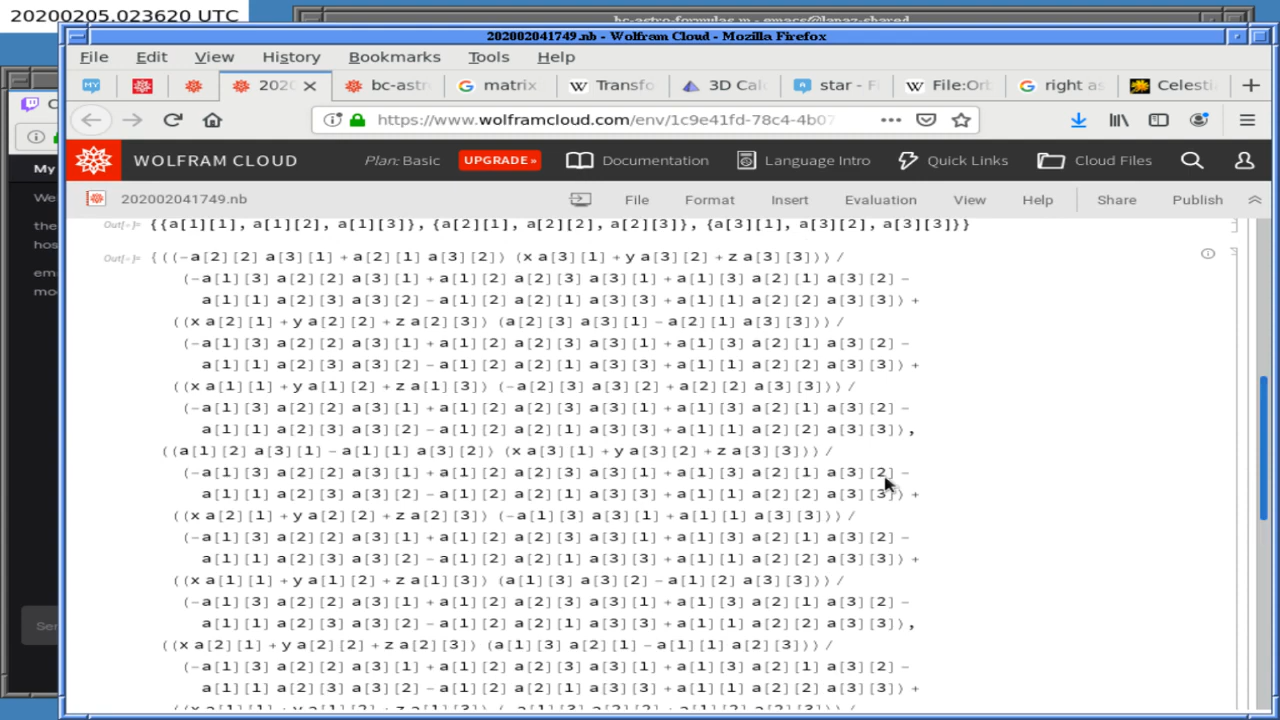 20200205.023620 UTC
bc-astro-formulas.m - emacs@lapaz-shared
202002041749.nb - Wolfram Cloud - Mozilla Firefox
File Edit View History Bookmarks Tools Help
2020 bc-astr matrix Transfo 3D Calc star - F File:Orb right as Celesti
https://www.wolframcloud.com/env/1c9e41fd-78c4-4b07
WOLFRAM CLOUD Plan: Basic UPGRADE » Documentation Language Intro Quick Links Cloud Files
My
We
the
hos
em
mo
Ser
202002041749.nb File Format Insert Evaluation View Help Share Publish
Out[-]= {{a[1][1], a[1][2], a[1][3]}, {a[2][1], a[2][2], a[2][3]}, {a[3][1], a[3][2], a[3][3]}}
Out[-]= {((-a[2][2] a[3][1] + a[2][1] a[3][2]) (x a[3][1] + y a[3][2] + z a[3][3])) /
(-a[1][3] a[2][2] a[3][1] + a[1][2] a[2][3] a[3][1] + a[1][3] a[2][1] a[3][2] -
a[1][1] a[2][3] a[3][2] - a[1][2] a[2][1] a[3][3] + a[1][1] a[2][2] a[3][3]) +
((x a[2][1] + y a[2][2] + z a[2][3]) (a[2][3] a[3][1] - a[2][1] a[3][3])) /
(-a[1][3] a[2][2] a[3][1] + a[1][2] a[2][3] a[3][1] + a[1][3] a[2][1] a[3][2] -
a[1][1] a[2][3] a[3][2] - a[1][2] a[2][1] a[3][3] + a[1][1] a[2][2] a[3][3]) +
((x a[1][1] + y a[1][2] + z a[1][3]) (-a[2][3] a[3][2] + a[2][2] a[3][3])) /
(-a[1][3] a[2][2] a[3][1] + a[1][2] a[2][3] a[3][1] + a[1][3] a[2][1] a[3][2] -
a[1][1] a[2][3] a[3][2] - a[1][2] a[2][1] a[3][3] + a[1][1] a[2][2] a[3][3]),
((a[1][2] a[3][1] - a[1][1] a[3][2]) (x a[3][1] + y a[3][2] + z a[3][3])) /
(-a[1][3] a[2][2] a[3][1] + a[1][2] a[2][3] a[3][1] + a[1][3] a[2][1] a[3][2] -
a[1][1] a[2][3] a[3][2] - a[1][2] a[2][1] a[3][3] + a[1][1] a[2][2] a[3][3]) +
((x a[2][1] + y a[2][2] + z a[2][3]) (-a[1][3] a[3][1] + a[1][1] a[3][3])) /
(-a[1][3] a[2][2] a[3][1] + a[1][2] a[2][3] a[3][1] + a[1][3] a[2][1] a[3][2] -
a[1][1] a[2][3] a[3][2] - a[1][2] a[2][1] a[3][3] + a[1][1] a[2][2] a[3][3]) +
((x a[1][1] + y a[1][2] + z a[1][3]) (a[1][3] a[3][2] - a[1][2] a[3][3])) /
(-a[1][3] a[2][2] a[3][1] + a[1][2] a[2][3] a[3][1] + a[1][3] a[2][1] a[3][2] -
a[1][1] a[2][3] a[3][2] - a[1][2] a[2][1] a[3][3] + a[1][1] a[2][2] a[3][3]),
((x a[2][1] + y a[2][2] + z a[2][3]) (a[1][3] a[2][1] - a[1][1] a[2][3])) /
(-a[1][3] a[2][2] a[3][1] + a[1][2] a[2][3] a[3][1] + a[1][3] a[2][1] a[3][2] -
a[1][1] a[2][3] a[3][2] - a[1][2] a[2][1] a[3][3] + a[1][1] a[2][2] a[3][3]) +